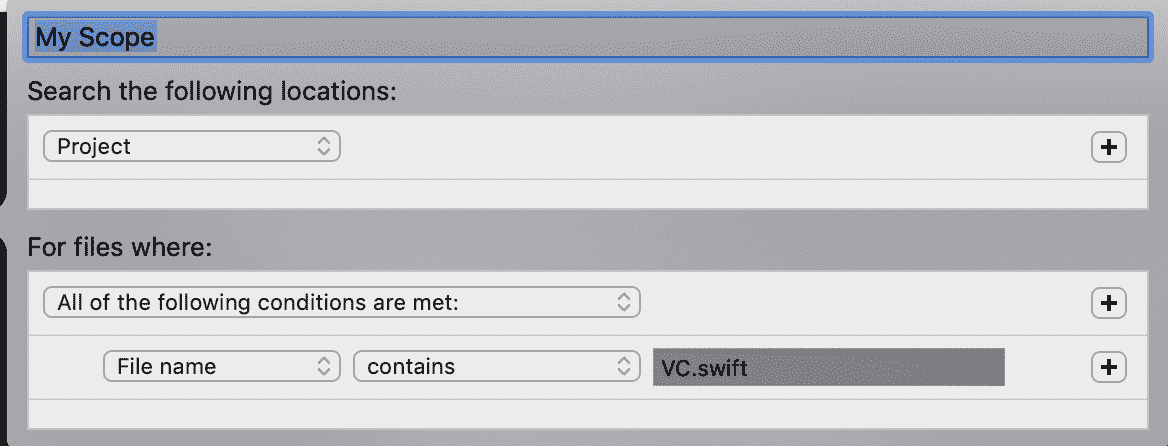 My Scope
Search the following locations:
Project
For files where:
All of the following conditions are met:
File name contains VC.swift